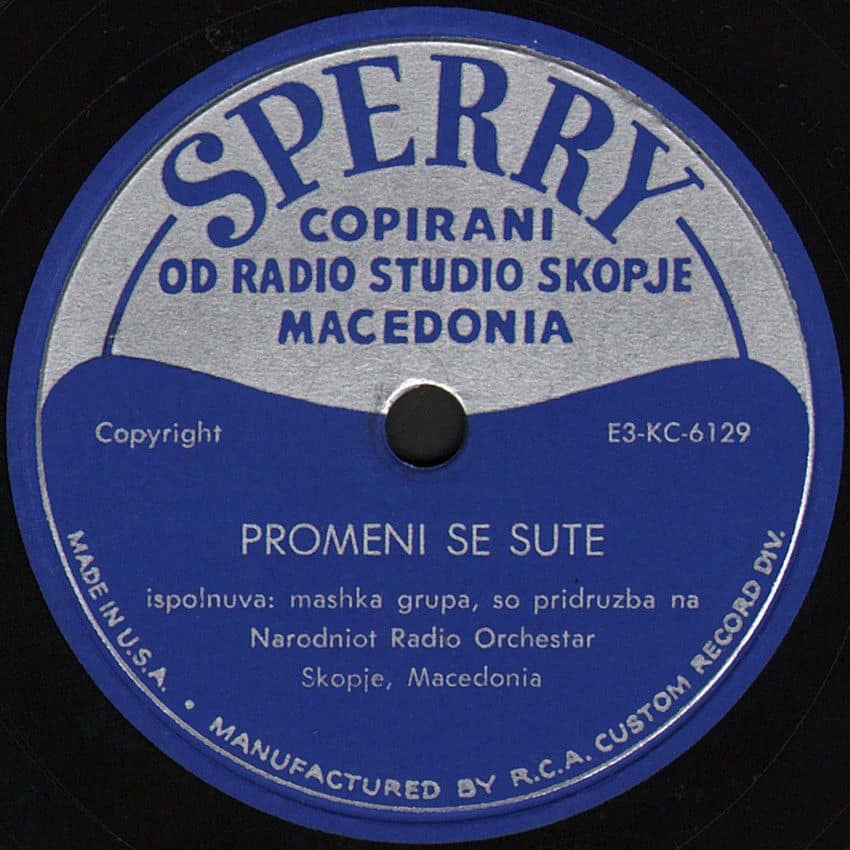 SPERRY
COPIRANI
OD RADIO STUDIO SKOPJE
MACEDONIA
Copyright
E3-KC-6129
PROMENI SE SUTE
ispolnuva: mashka grupa, so pridruzba na
Narodniot Radio Orchestar
Skopje, Macedonia
MADE IN U.S.A. • MANUFACTURED BY R.C.A. CUSTOM RECORD DIV.